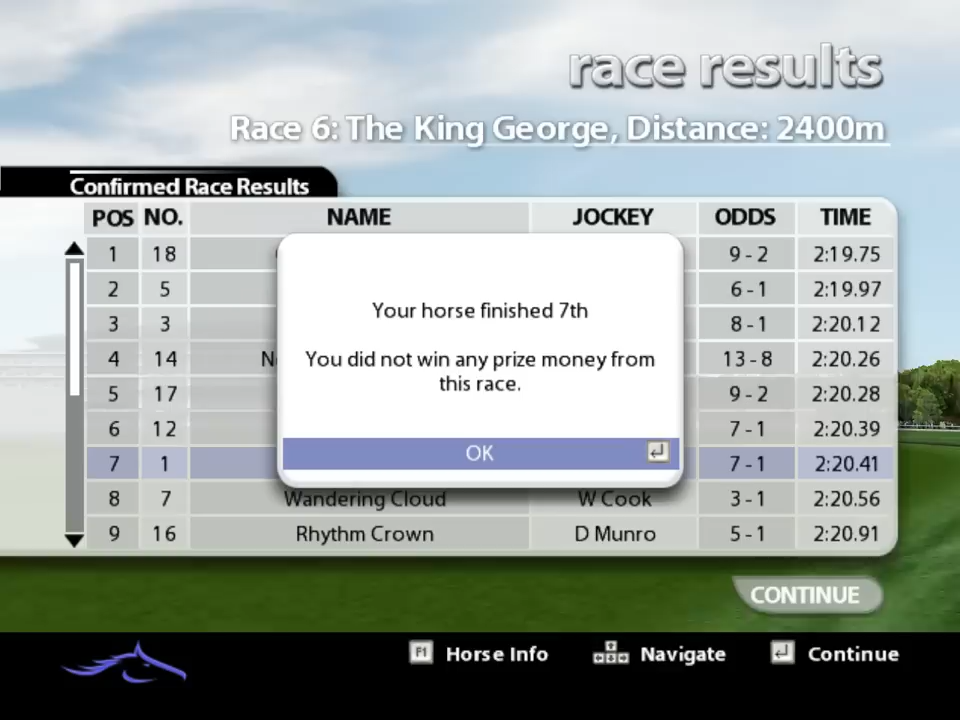 race results
Race 6: The King George, Distance: 2400m
Confirmed Race Results
POS NO. NAME JOCKEY ODDS TIME
1 18 9 - 2 2:19.75
2 5 6 - 1 2:19.97
3 3 8 - 1 2:20.12
4 14 13 - 8 2:20.26
5 17 9 - 2 2:20.28
6 12 7 - 1 2:20.39
7 1 7 - 1 2:20.41
8 7 Wandering Cloud W Cook 3 - 1 2:20.56
9 16 Rhythm Crown D Munro 5 - 1 2:20.91
Your horse finished 7th
You did not win any prize money from
this race.
OK
CONTINUE
F1 Horse Info Navigate Continue